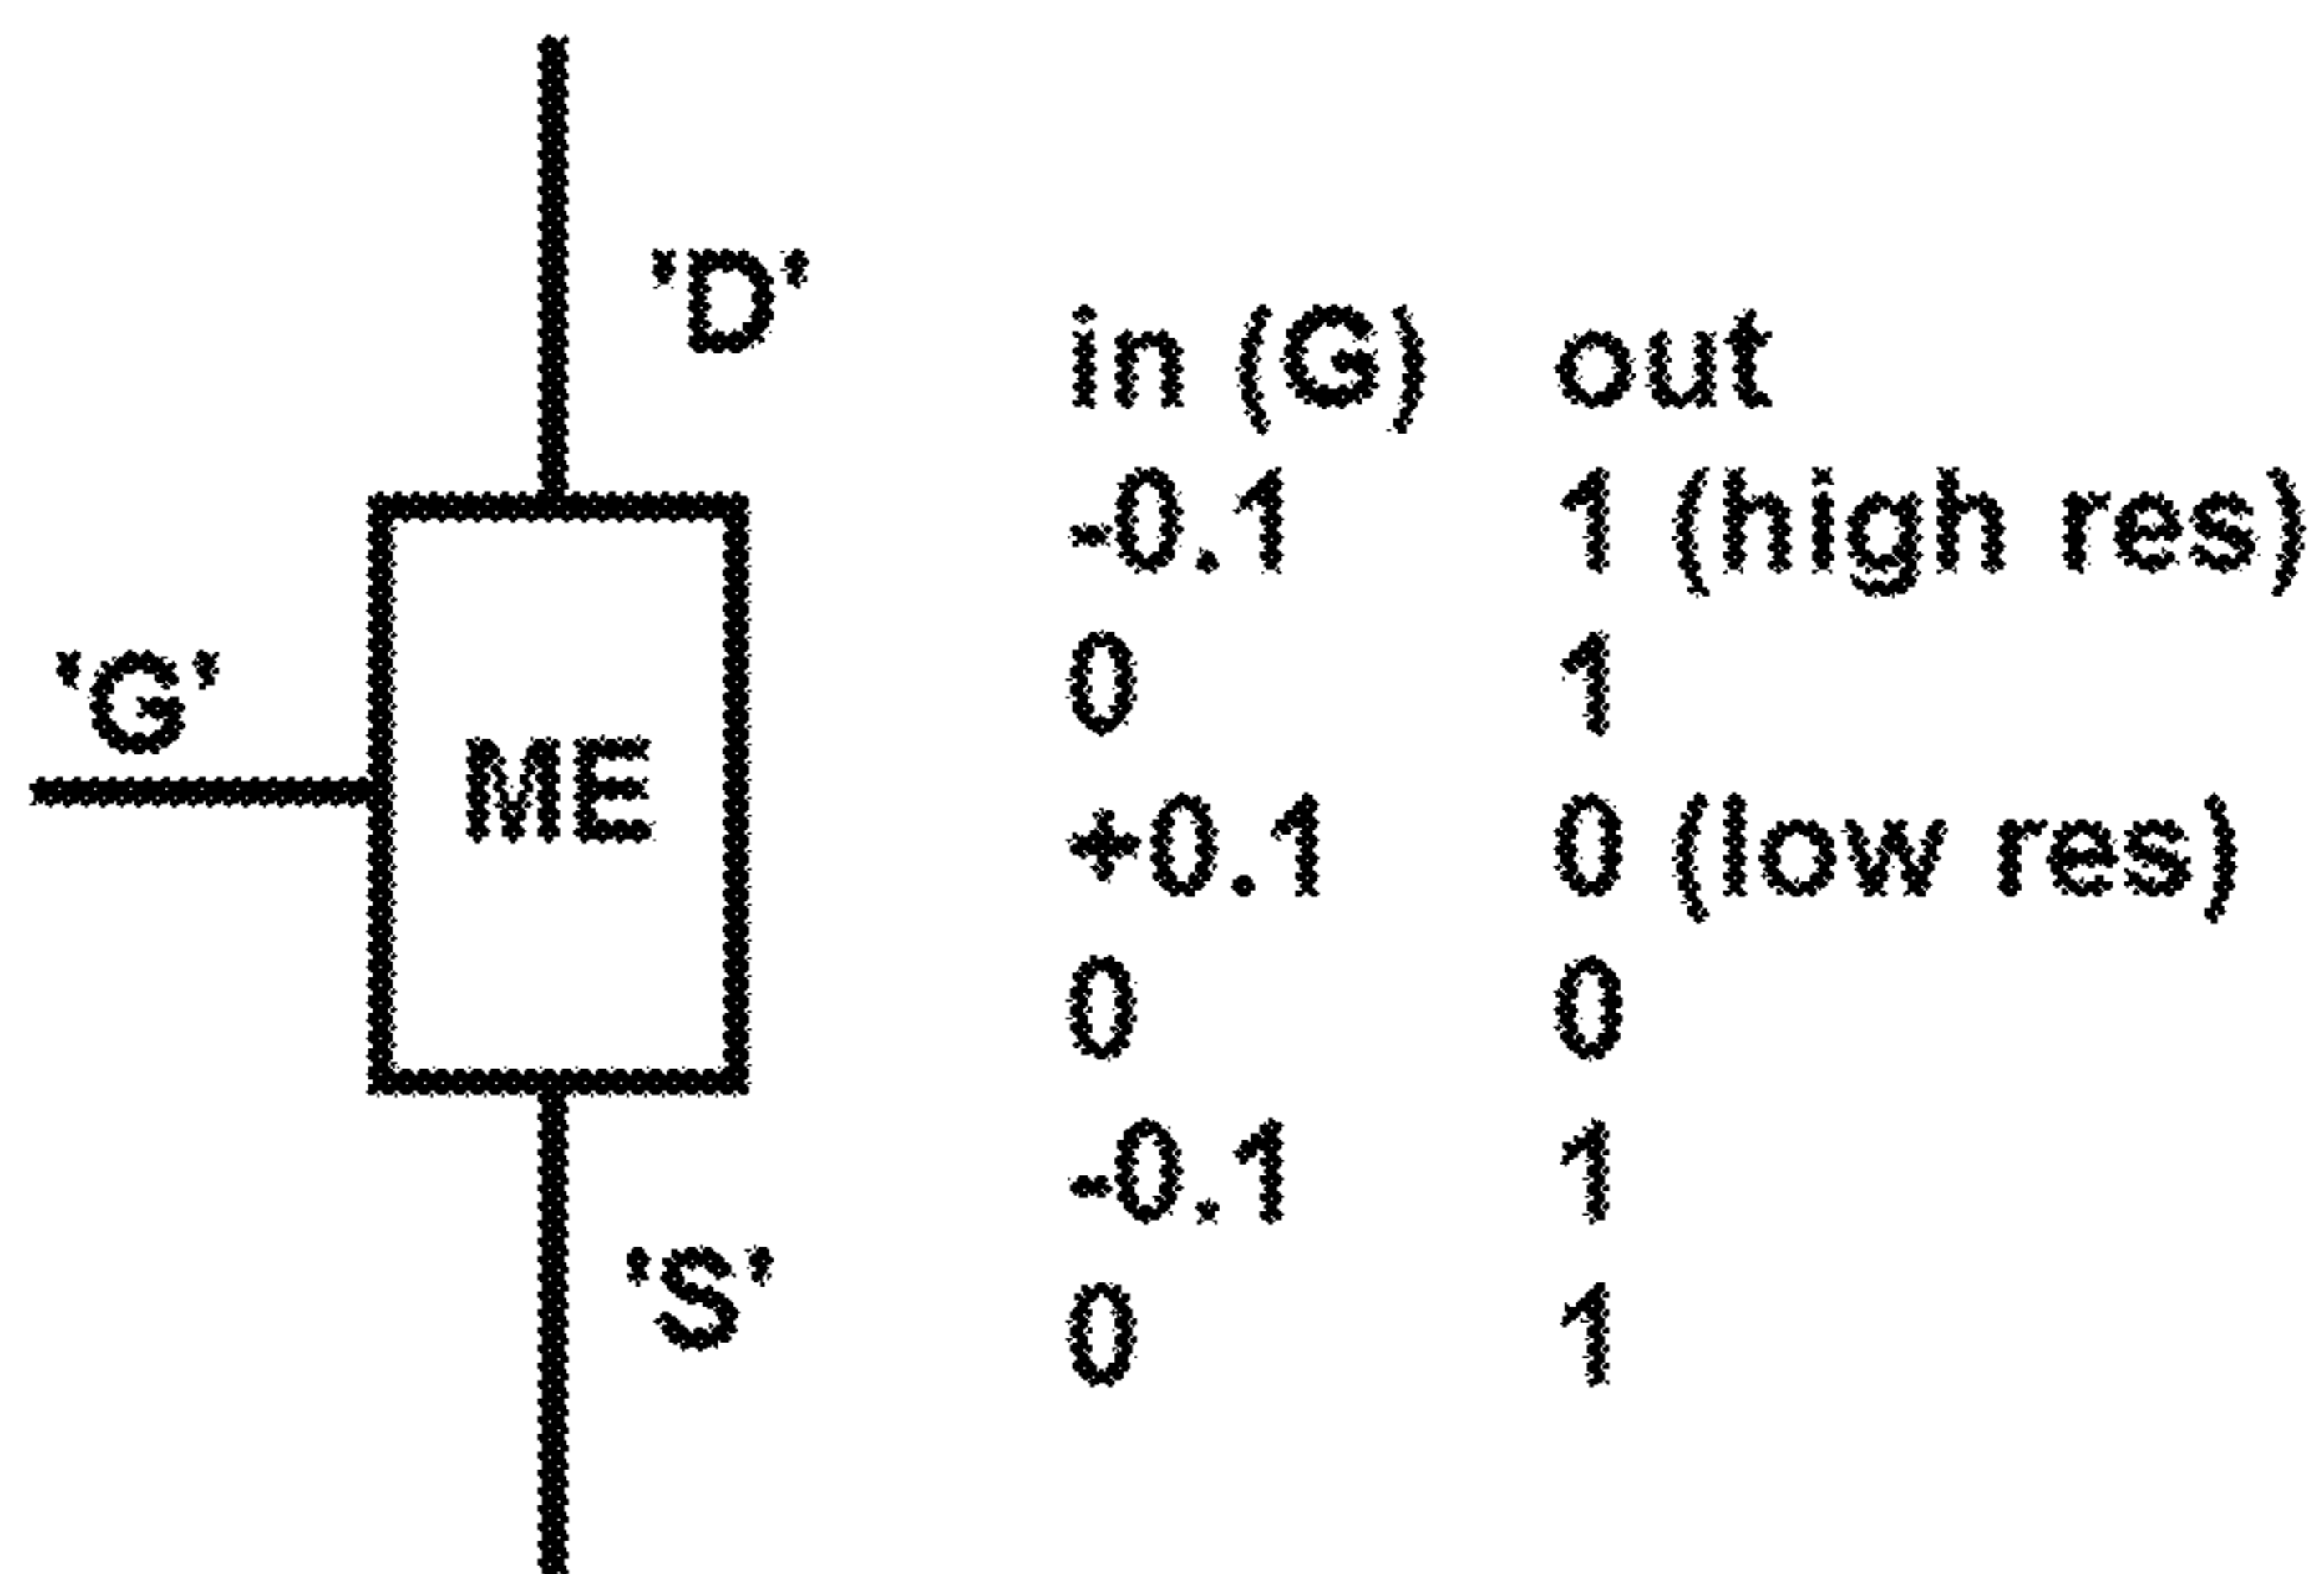 'D'
'G'
ME
'S'
in (G) out
-0.1 1 (high res)
0 1
+0.1 0 (low res)
0 0
-0.1 1
0 1